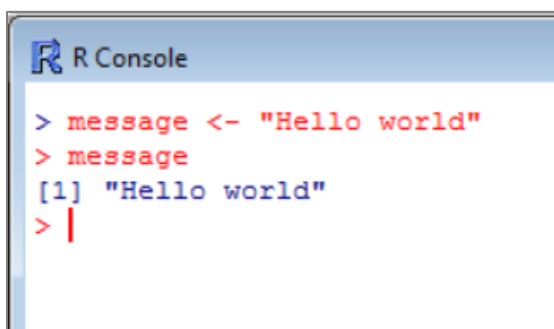 R R Console
> message <- "Hello world"
> message
[1] "Hello world"
>